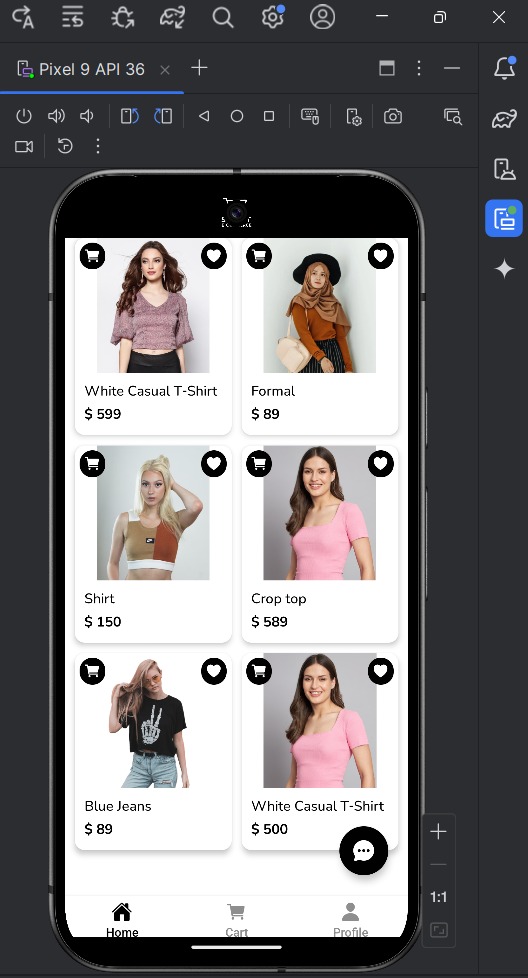 Pixel 9 API 36
White Casual T-Shirt
$ 599
Formal
$ 89
Shirt
$ 150
Crop top
$ 589
Blue Jeans
$ 89
White Casual T-Shirt
$ 500
1:1
Home
Cart
Profile